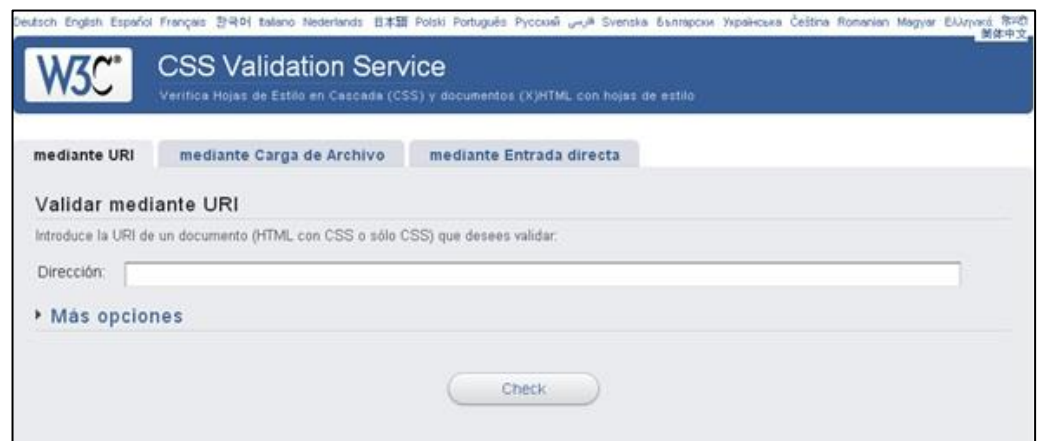 Deutsch English Español Français 한국어 Italiano Nederlands 日本語 Polski Português Русский فارسی Svenska Български Українська Čeština Romanian Magyar Ελληνικά हिन्दी
简体中文
W3C®
CSS Validation Service
Verifica Hojas de Estilo en Cascada (CSS) y documentos (X)HTML con hojas de estilo
mediante URI mediante Carga de Archivo mediante Entrada directa
Validar mediante URI
Introduce la URI de un documento (HTML con CSS o sólo CSS) que desees validar:
Dirección:
Más opciones
Check